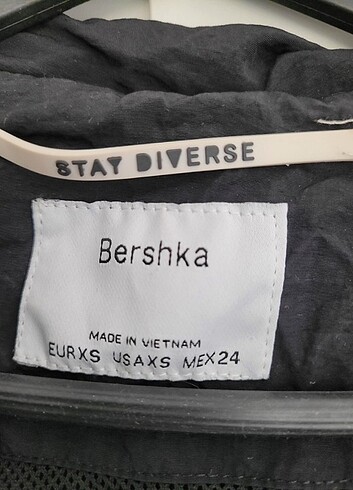 STAY DIVERSE
Bershka
MADE IN VIETNAM
EURXS USAXS MEX24